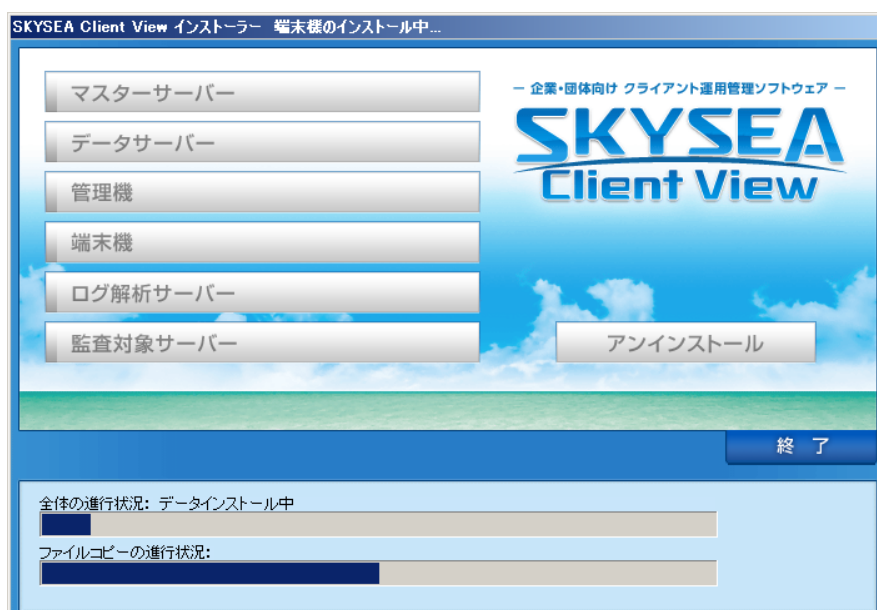 SKYSEA Client View インストーラー 端末機のインストール中...
マスターサーバー
データサーバー
管理機
端末機
ログ解析サーバー
監査対象サーバー
− 企業・団体向け クライアント運用管理ソフトウェア −
SKYSEA
Client View
アンインストール
終 了
全体の進行状況: データインストール中
ファイルコピーの進行状況: